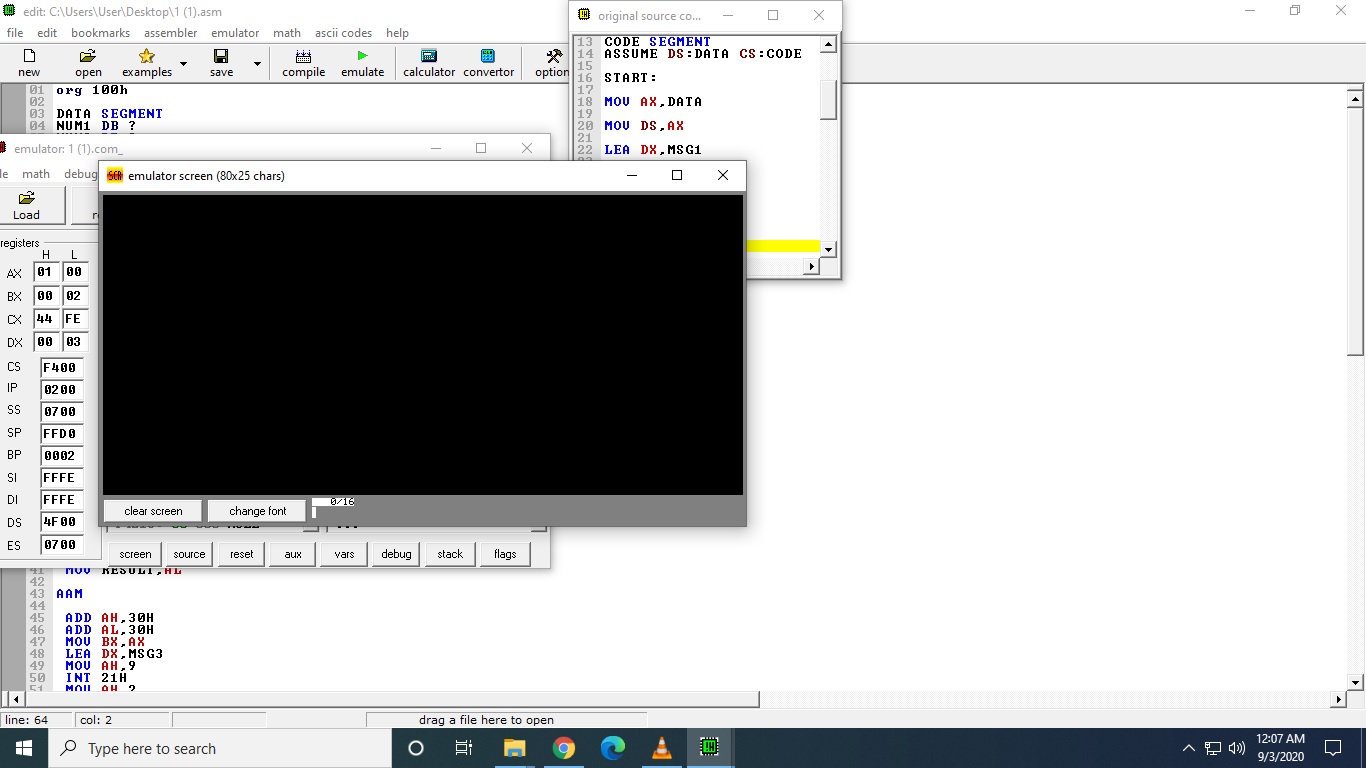 edit: C:\Users\User\Desktop\1 (1).asm
file edit bookmarks assembler emulator math ascii codes help
new open examples save compile emulate calculator convertor option
01 org 100h
02
03 DATA SEGMENT
04 NUM1 DB ?
original source co...
13 CODE SEGMENT
14 ASSUME DS:DATA CS:CODE
15
16 START:
17
18 MOV AX,DATA
19
20 MOV DS,AX
21
22 LEA DX,MSG1
emulator: 1 (1).com_
le math debug
Load
registers
H L
AX 01 00
BX 00 02
CX 44 FE
DX 00 03
CS F400
IP 0200
SS 0700
SP FFD0
BP 0002
SI FFFE
DI FFFE
DS 4F00
ES 0700
emulator screen (80x25 chars)
clear screen change font 0/16
screen source reset aux vars debug stack flags
41 MOV RESULT,AL
42
43 AAM
44
45 ADD AH,30H
46 ADD AL,30H
47 MOV BX,AX
48 LEA DX,MSG3
49 MOV AH,9
50 INT 21H
51 MOV AH,2
line: 64 col: 2 drag a file here to open
Type here to search
12:07 AM
9/3/2020